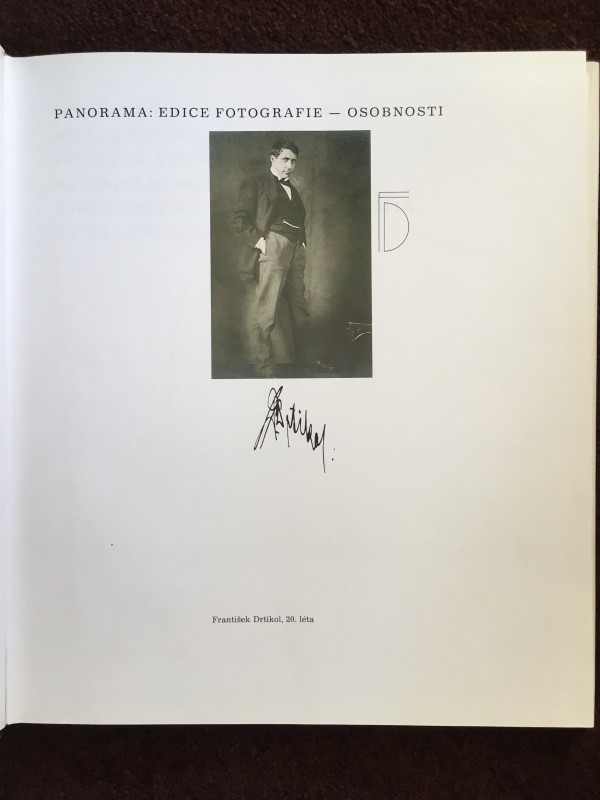 PANORAMA: EDICE FOTOGRAFIE — OSOBNOSTI
FD
Drtikol
František Drtikol, 20. léta